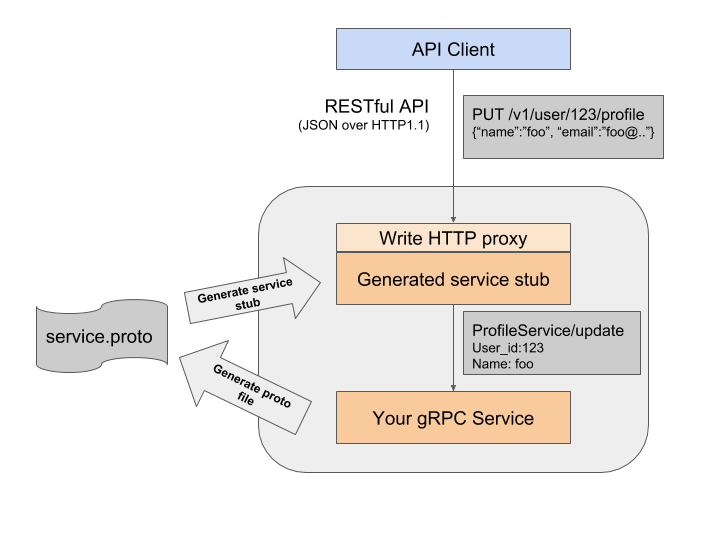 API Client
RESTful API
(JSON over HTTP1.1)
PUT /v1/user/123/profile
{“name”:”foo”, “email”:”foo@..”}
Write HTTP proxy
Generated service stub
Generate service
stub
service.proto
ProfileService/update
User_id:123
Name: foo
Generate proto
file
Your gRPC Service